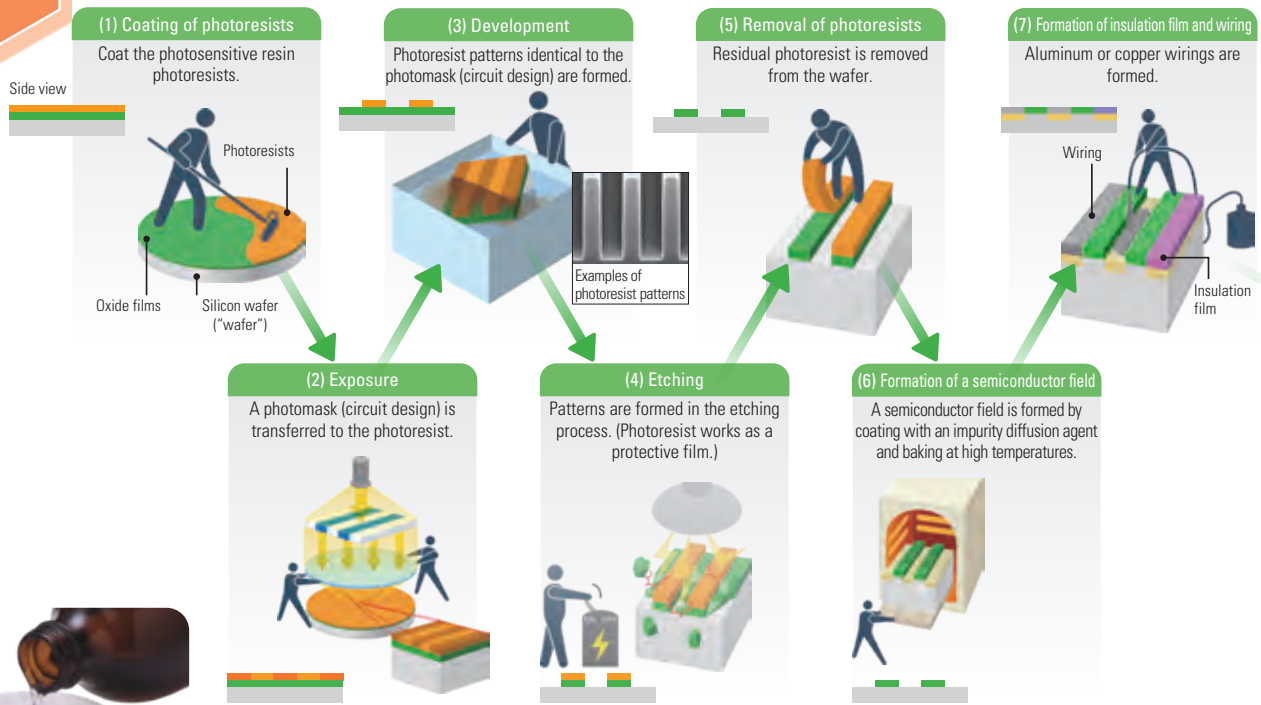 (1) Coating of photoresists
Coat the photosensitive resin
photoresists.
Side view
Photoresists
Oxide films
Silicon wafer
(“wafer”)
(2) Exposure
A photomask (circuit design) is
transferred to the photoresist.
(3) Development
Photoresist patterns identical to the
photomask (circuit design) are formed.
Examples of
photoresist patterns
(4) Etching
Patterns are formed in the etching
process. (Photoresist works as a
protective film.)
(5) Removal of photoresists
Residual photoresist is removed
from the wafer.
(6) Formation of a semiconductor field
A semiconductor field is formed by
coating with an impurity diffusion agent
and baking at high temperatures.
(7) Formation of insulation film and wiring
Aluminum or copper wirings are
formed.
Wiring
Insulation
film